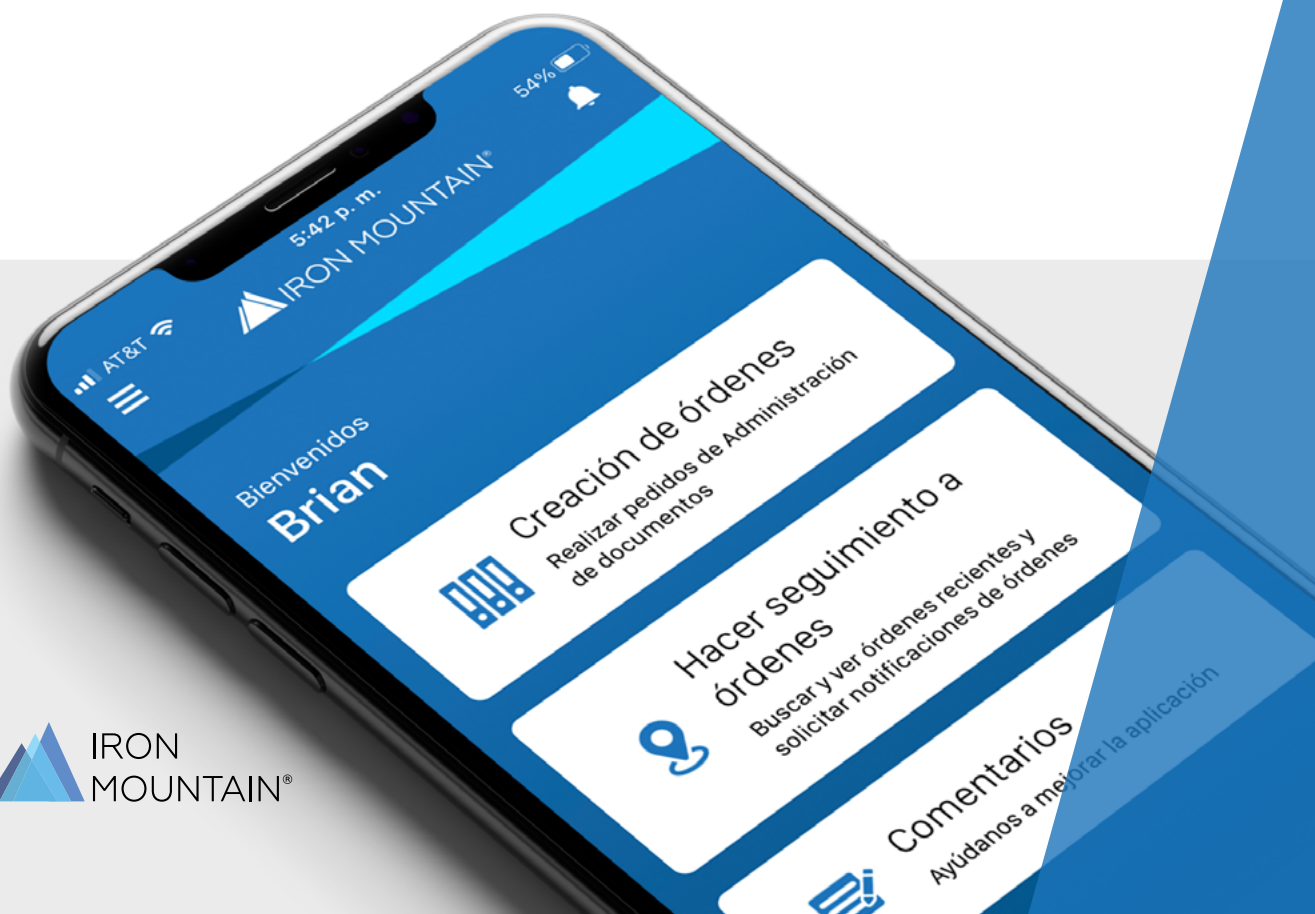 AT&T
5:42 p. m.
54%
IRON MOUNTAIN®
Bienvenidos
Brian
Creación de órdenes
Realizar pedidos de Administración
de documentos
Hacer seguimiento a
órdenes
Buscar y ver órdenes recientes y
solicitar notificaciones de órdenes
Comentarios
Ayúdanos a mejorar la aplicación
IRON
MOUNTAIN®